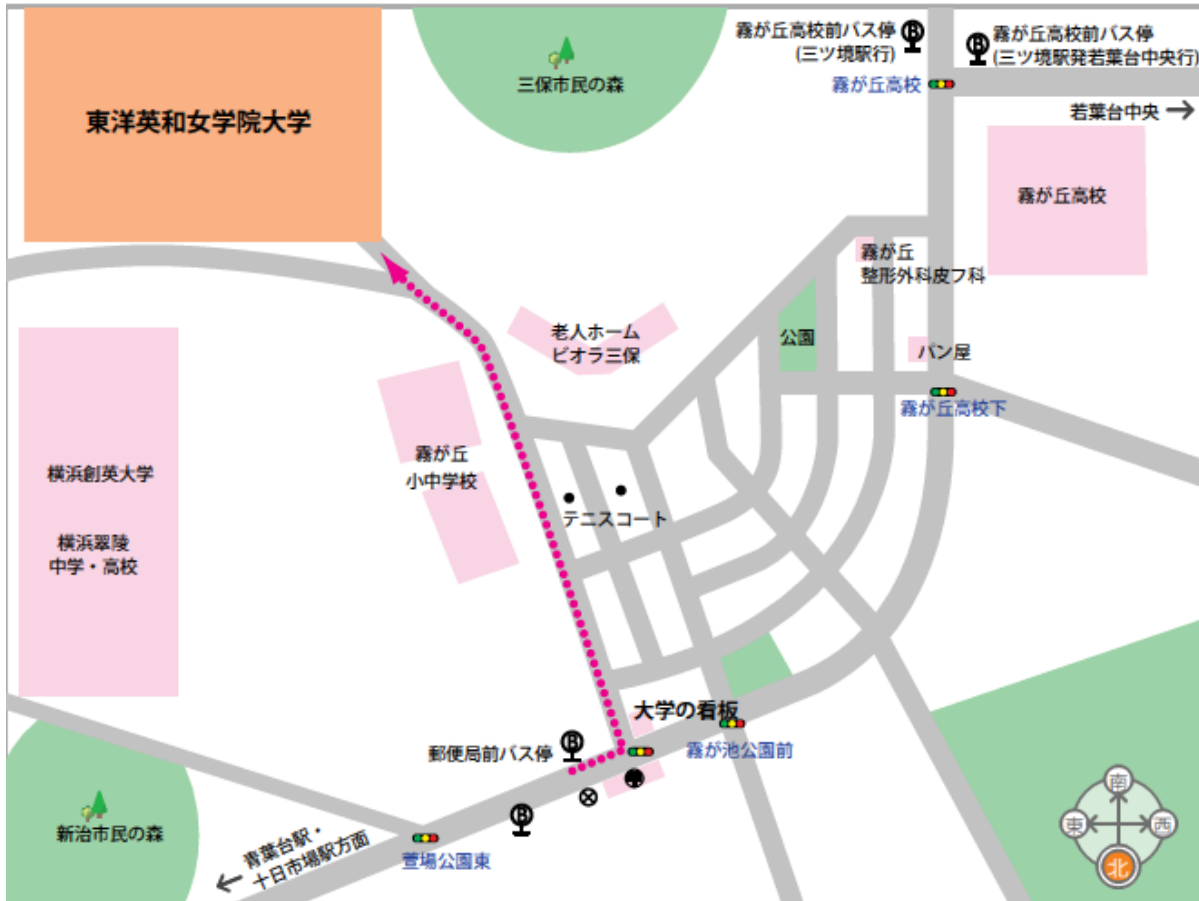 霧が丘高校前バス停
(三ツ境駅行)
霧が丘高校前バス停
(三ツ境駅発若葉台中央行)
三保市民の森
霧が丘高校
若葉台中央→
東洋英和女学院大学
霧が丘高校
霧が丘
整形外科皮フ科
老人ホーム
ビオラ三保
公園
パン屋
霧が丘高校下
霧が丘
小中学校
横浜創英大学
横浜翠陵
中学・高校
テニスコート
大学の看板
郵便局前バス停
霧が池公園前
新治市民の森
青葉台駅・
十日市場駅方面
←
萱場公園東
南
東
西
北
B
B
B
B